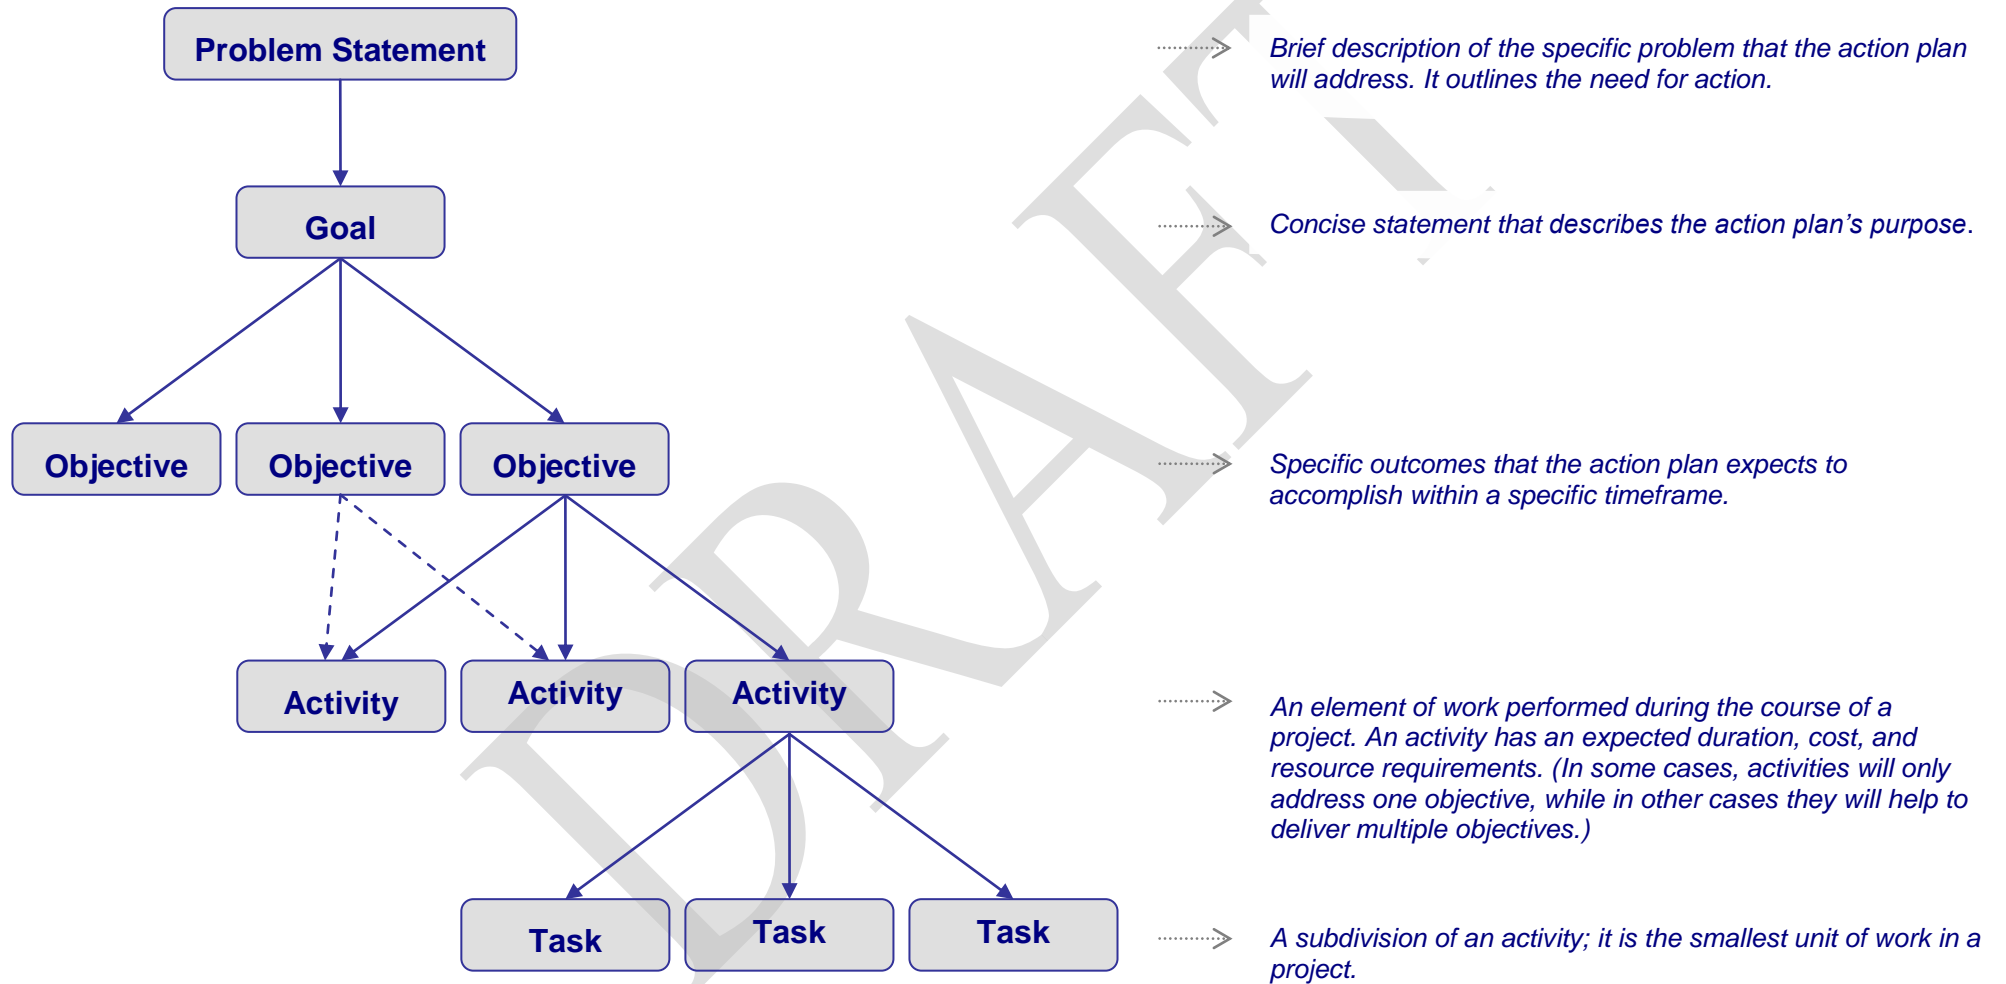 Problem Statement
Brief description of the specific problem that the action plan
will address. It outlines the need for action.
Goal
Concise statement that describes the action plan’s purpose.
Objective
Objective
Objective
Specific outcomes that the action plan expects to
accomplish within a specific timeframe.
Activity
Activity
Activity
An element of work performed during the course of a
project. An activity has an expected duration, cost, and
resource requirements. (In some cases, activities will only
address one objective, while in other cases they will help to
deliver multiple objectives.)
Task
Task
Task
A subdivision of an activity; it is the smallest unit of work in a
project.
DRAFT